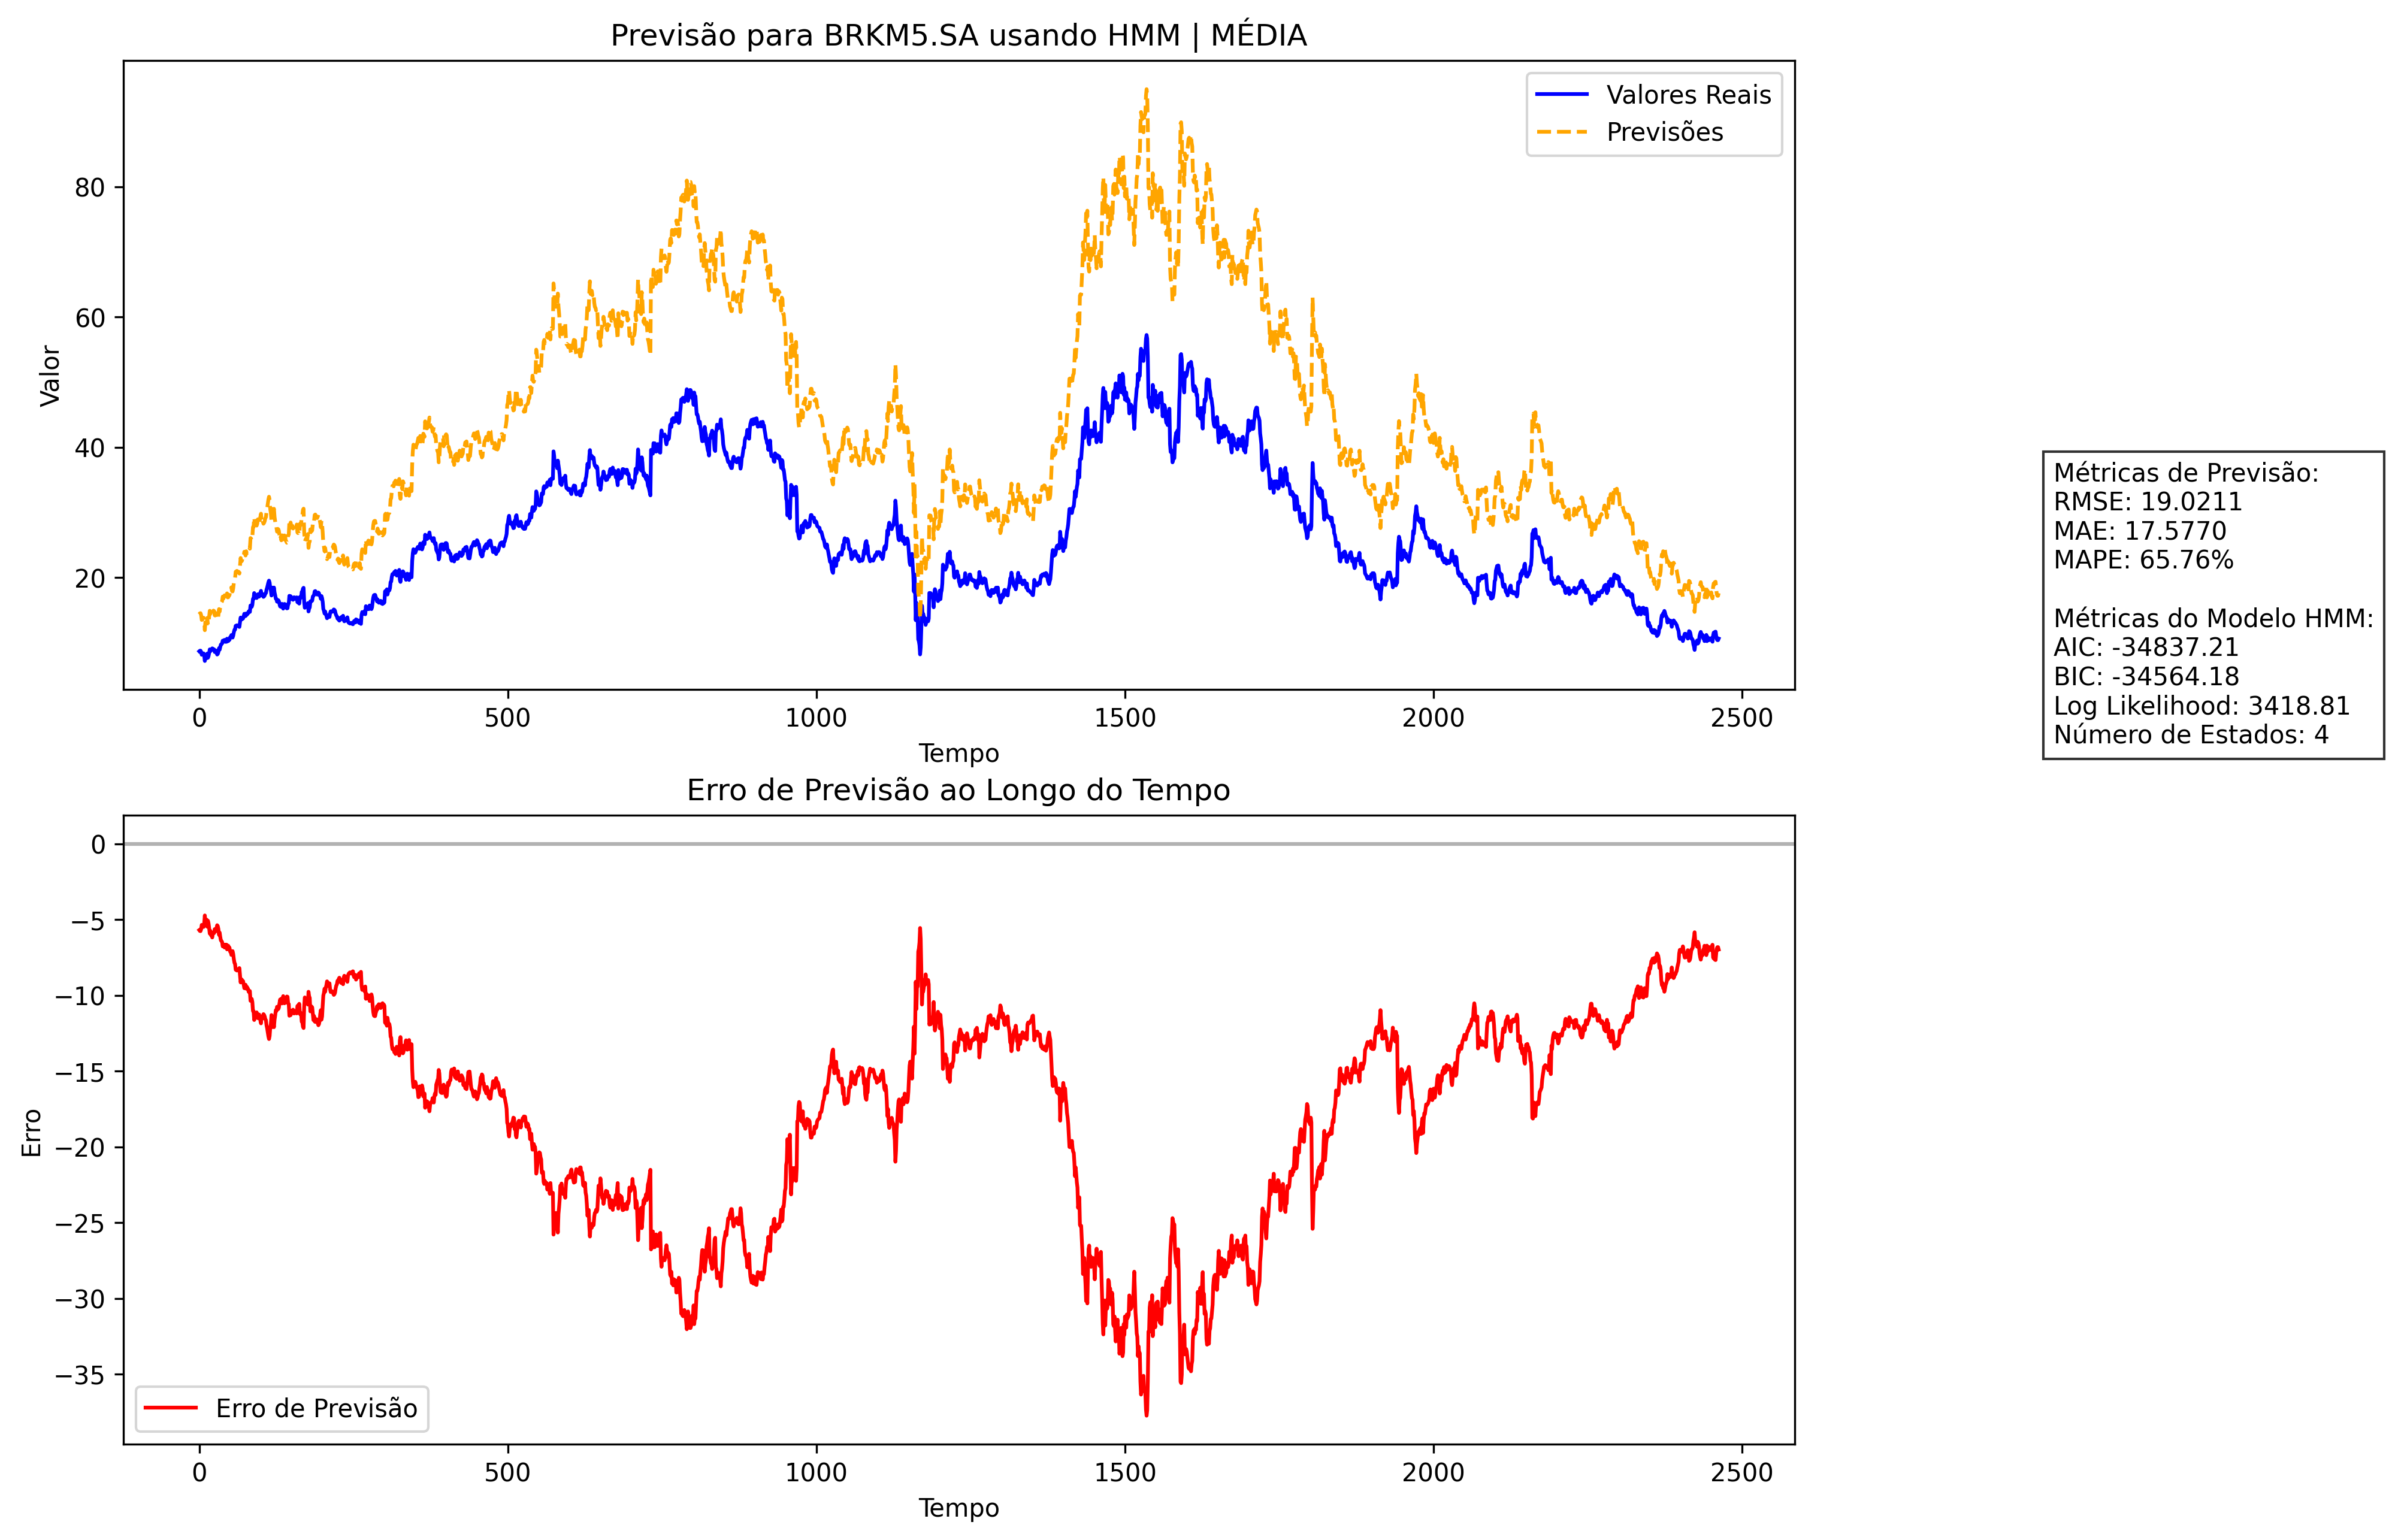 Previsão para BRKM5.SA usando HMM | MÉDIA
Valores Reais
Previsões
Valor
80
60
40
20
0
500
1000
1500
2000
2500
Tempo
Métricas de Previsão:
RMSE: 19.0211
MAE: 17.5770
MAPE: 65.76%
Métricas do Modelo HMM:
AIC: -34837.21
BIC: -34564.18
Log Likelihood: 3418.81
Número de Estados: 4
Erro de Previsão ao Longo do Tempo
Erro
0
−5
−10
−15
−20
−25
−30
−35
Erro de Previsão
0
500
1000
1500
2000
2500
Tempo